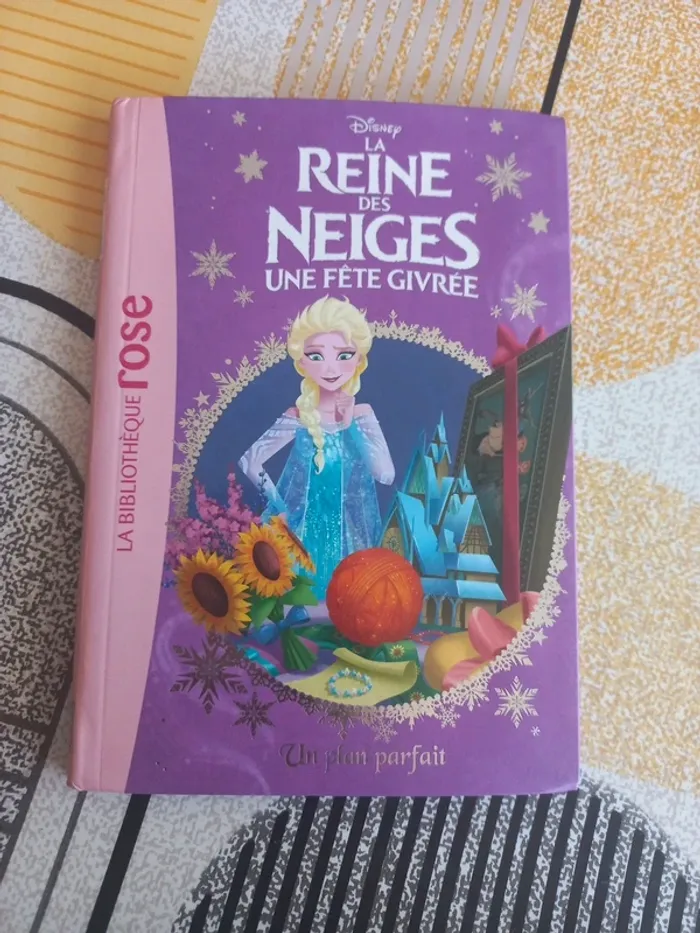 Disney
LA
REINE
DES
NEIGES
UNE FÊTE GIVRÉE
LA BIBLIOTHÈQUE rose
Un plan parfait